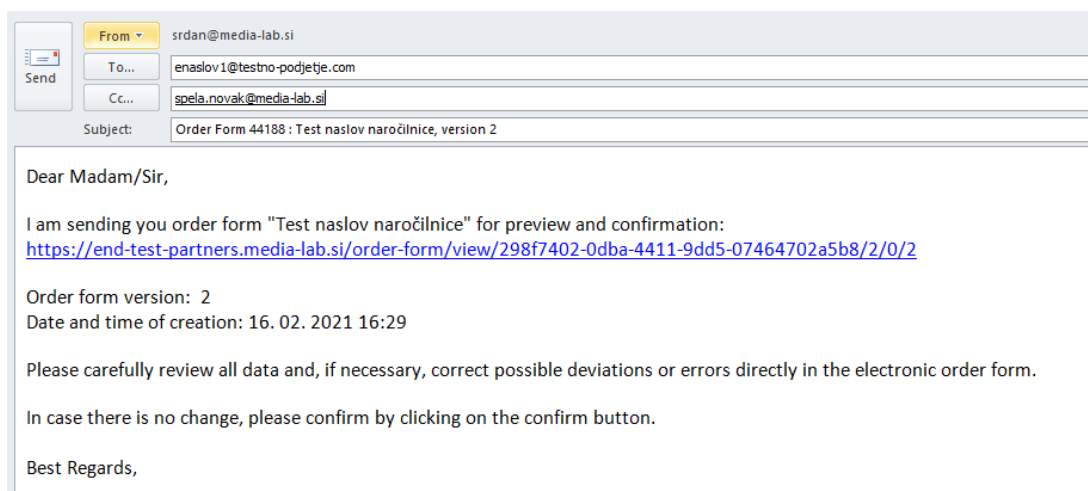 From
srdan@media-lab.si
Send
To...
enaslov1@testno-podjetje.com
Cc...
spela.novak@media-lab.si
Subject:
Order Form 44188 : Test naslov naročilnice, version 2
Dear Madam/Sir,
I am sending you order form "Test naslov naročilnice" for preview and confirmation:
https://end-test-partners.media-lab.si/order-form/view/298f7402-0dba-4411-9dd5-07464702a5b8/2/0/2
Order form version:  2
Date and time of creation: 16. 02. 2021 16:29
Please carefully review all data and, if necessary, correct possible deviations or errors directly in the electronic order form.
In case there is no change, please confirm by clicking on the confirm button.
Best Regards,